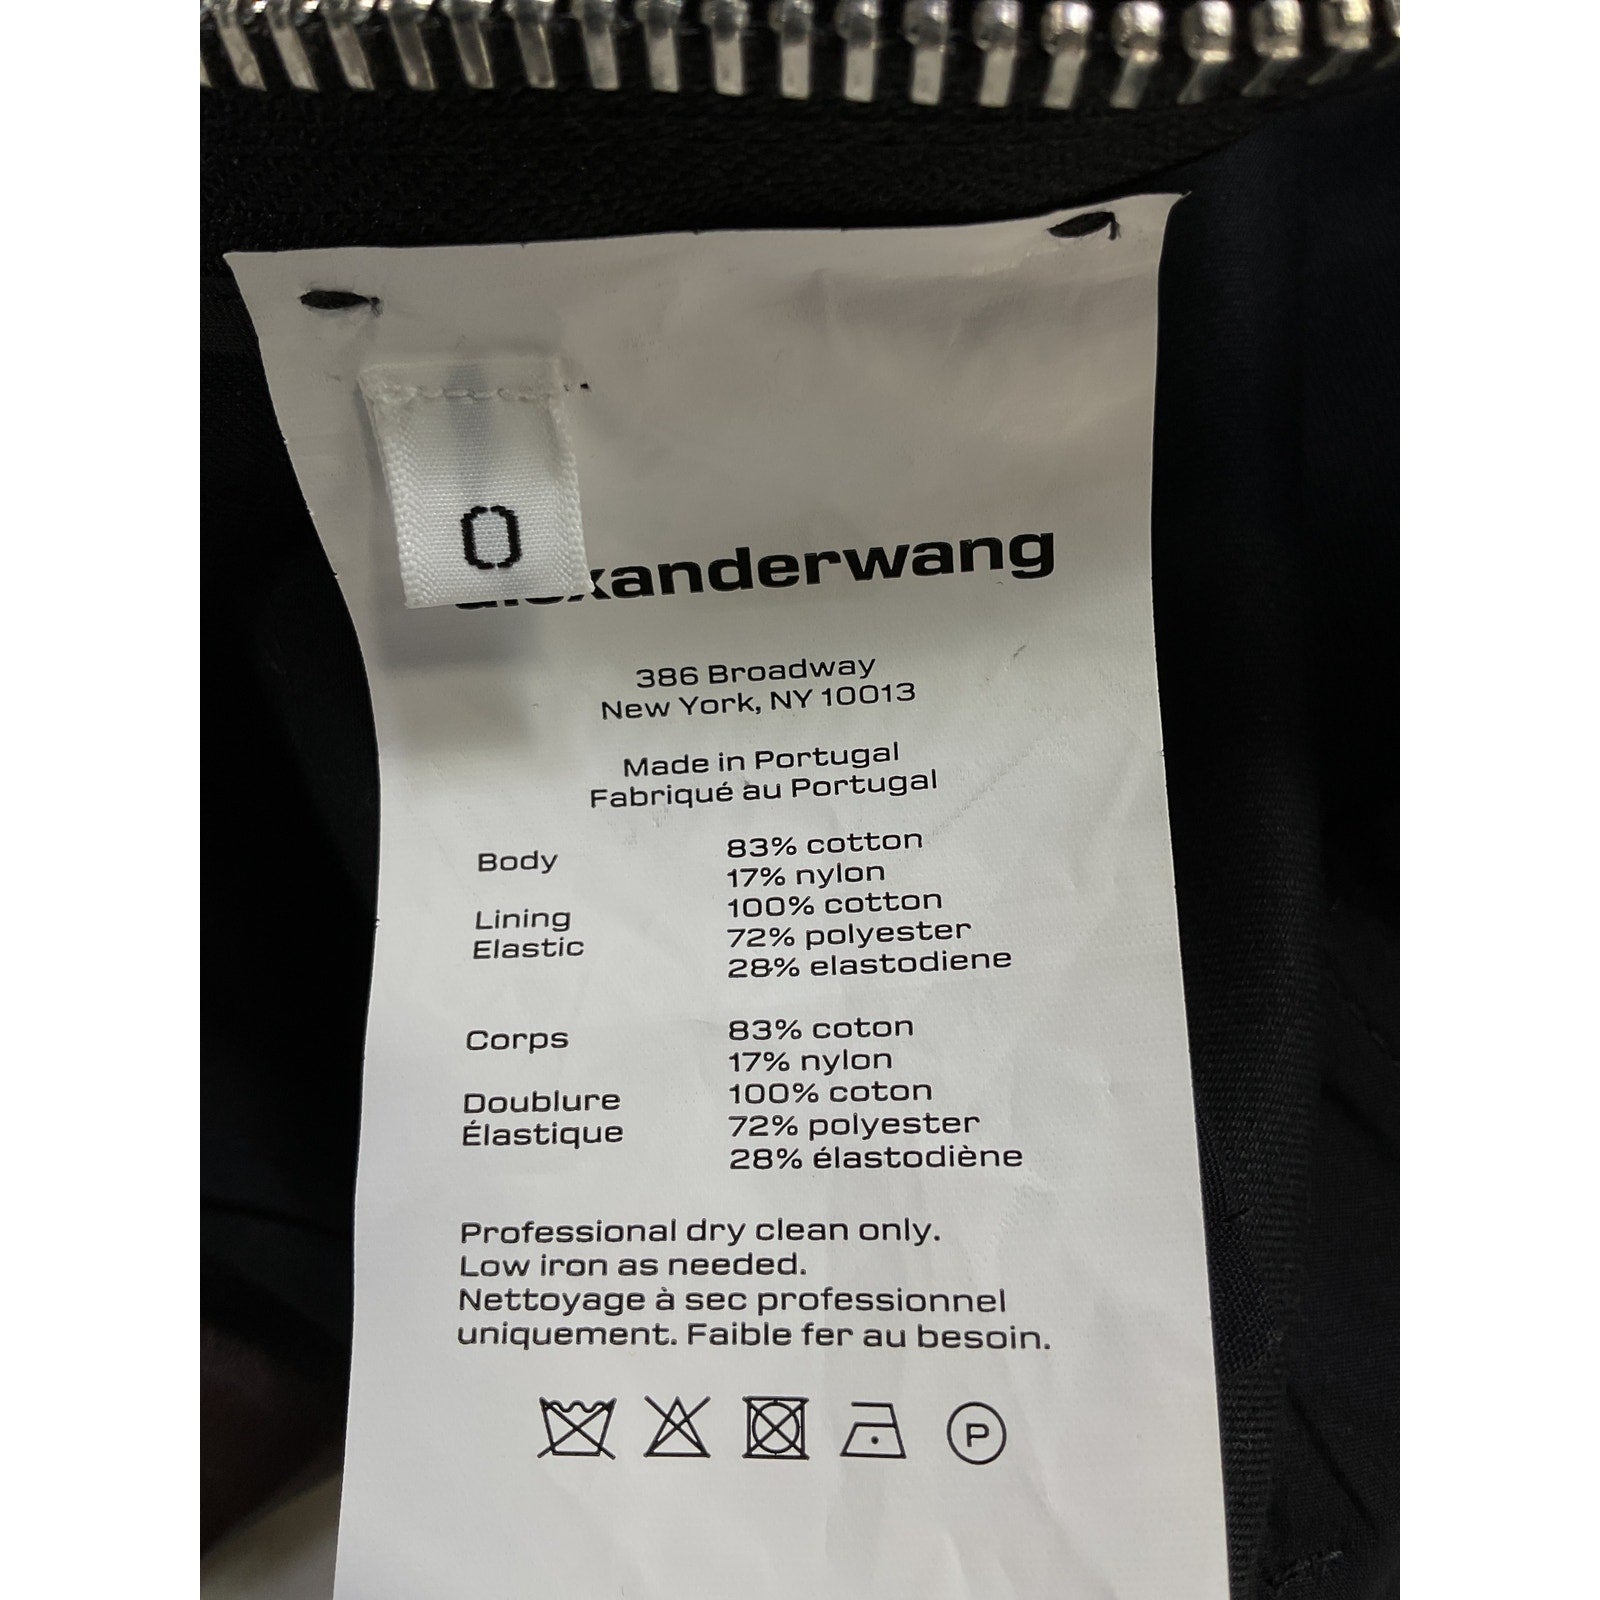 0
alexanderwang
386 Broadway
New York, NY 10013
Made in Portugal
Fabriqué au Portugal
Body 83% cotton
17% nylon
Lining 100% cotton
Elastic 72% polyester
28% elastodiene
Corps 83% coton
17% nylon
Doublure 100% coton
Élastique 72% polyester
28% élastodiène
Professional dry clean only.
Low iron as needed.
Nettoyage à sec professionnel
uniquement. Faible fer au besoin.
P